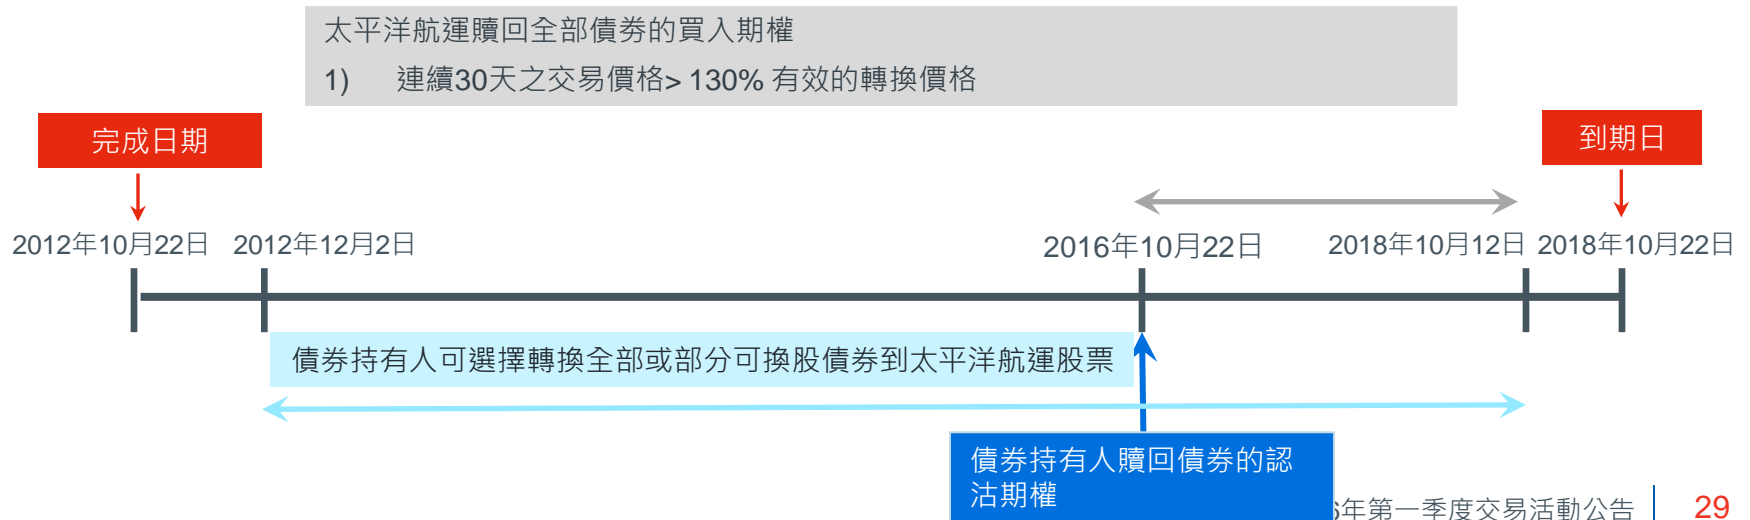 太平洋航運贖回全部債券的買入期權
1) 連續30天之交易價格> 130% 有效的轉換價格
完成日期
到期日
2012年10月22日
2012年12月2日
2016年10月22日
2018年10月12日
2018年10月22日
債券持有人可選擇轉換全部或部分可換股債券到太平洋航運股票
債券持有人贖回債券的認
沽期權
年第一季度交易活動公告
29